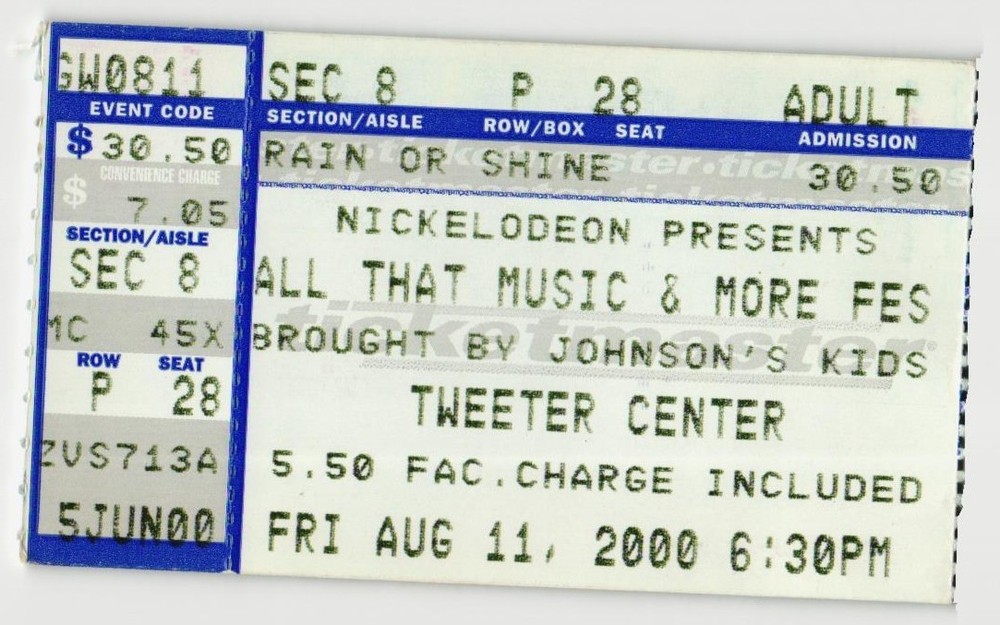 GW0811
EVENT CODE
$ 30.50
CONVENIENCE CHARGE
$ 7.05
SECTION/AISLE
SEC 8
MC 45X
ROW SEAT
P 28
ZVS713A
5JUN00
SEC 8 P 28 ADULT
SECTION/AISLE ROW/BOX SEAT ADMISSION
RAIN OR SHINE 30.50
NICKELODEON PRESENTS
ALL THAT MUSIC & MORE FES
BROUGHT BY JOHNSON'S KIDS
ticketmaster
TWEETER CENTER
5.50 FAC.CHARGE INCLUDED
FRI AUG 11, 2000 6:30PM